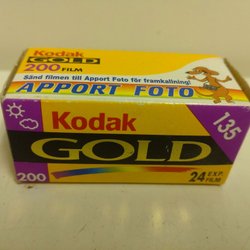 Kodak
GOLD
200 FILM
Sänd filmen till Apport Foto för framkallning!
APPORT FOTO
Kodak
135
GOLD
200
24 EXP.
FILM